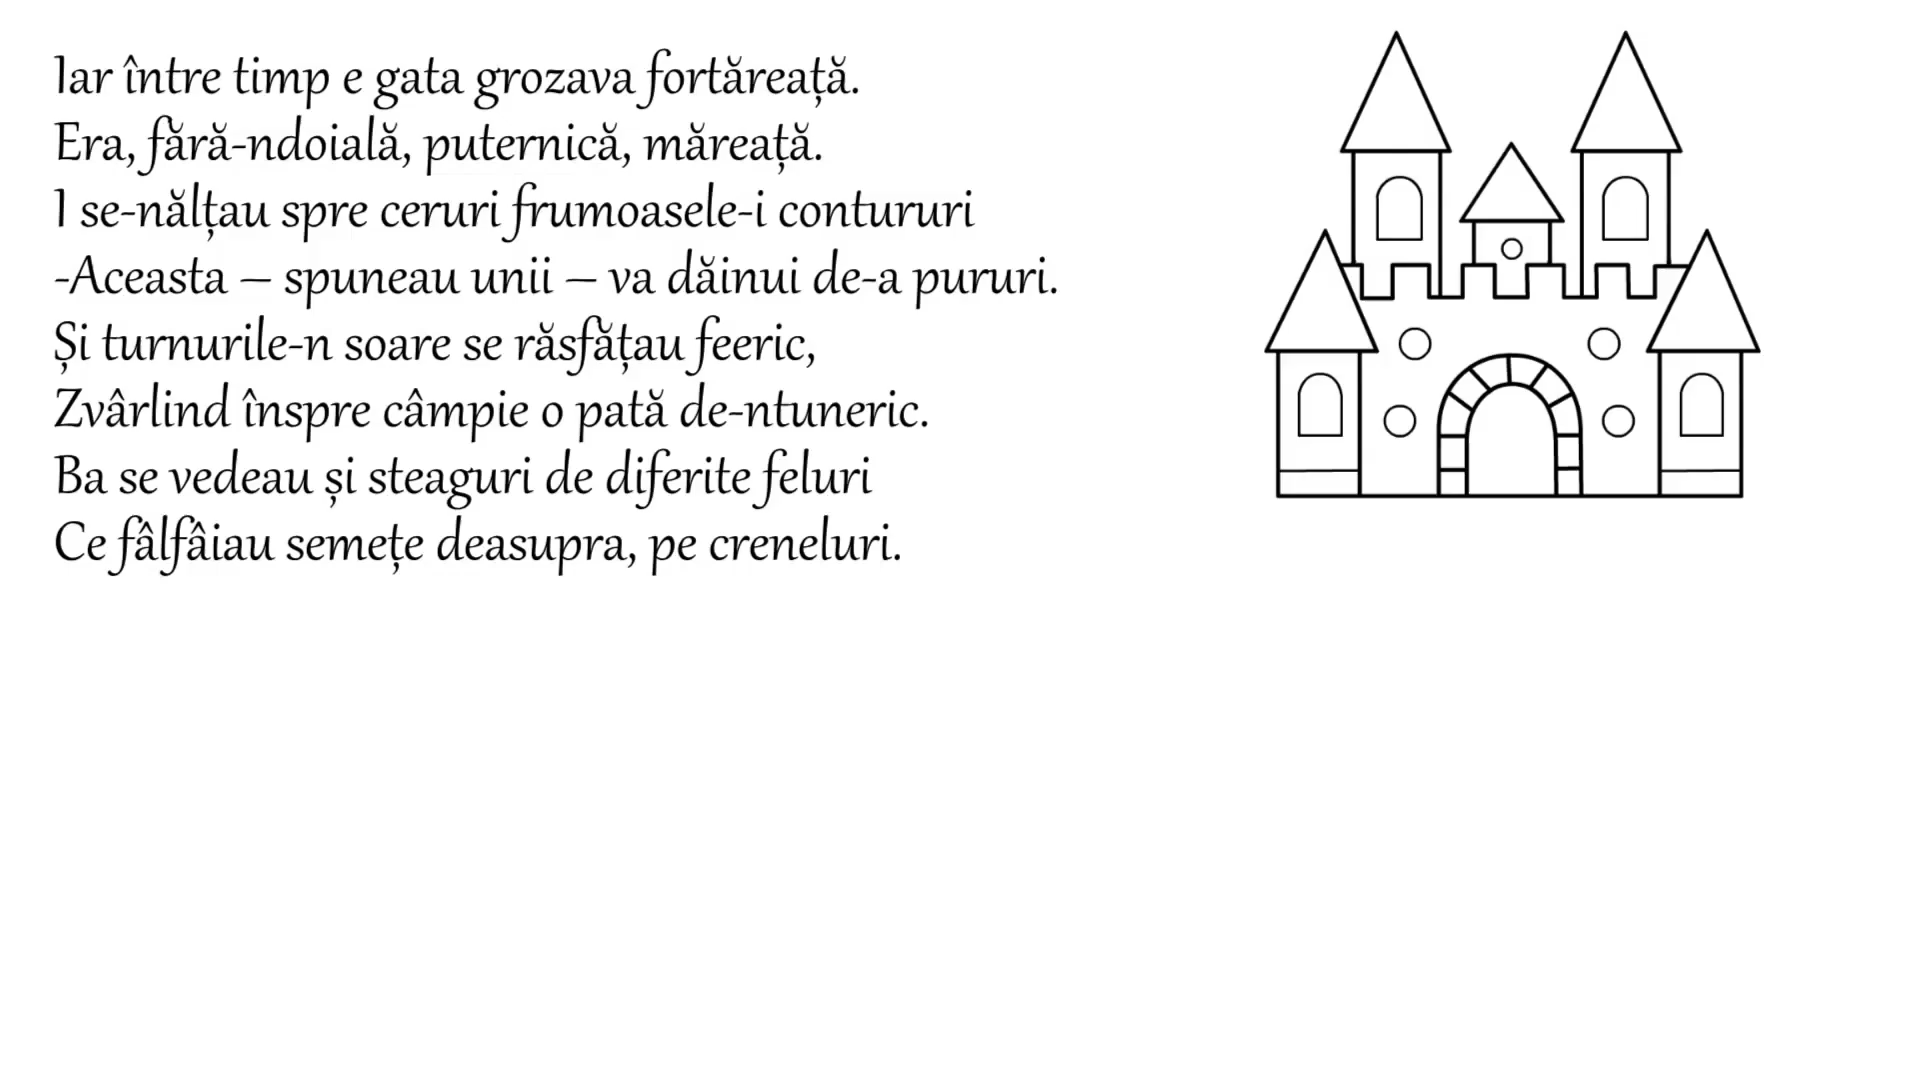 Iar între timp e gata grozava fortăreață.
Era, fără-ndoială, puternică, măreață.
I se-nălțau spre ceruri frumoasele-i contururi
-Aceasta – spuneau unii – va dăinui de-a pururi.
Și turnurile-n soare se răsfățau feeric,
Zvârlind înspre câmpie o pată de-ntuneric.
Ba se vedeau și steaguri de diferite feluri
Ce fâlfâiau semețe deasupra, pe creneluri.